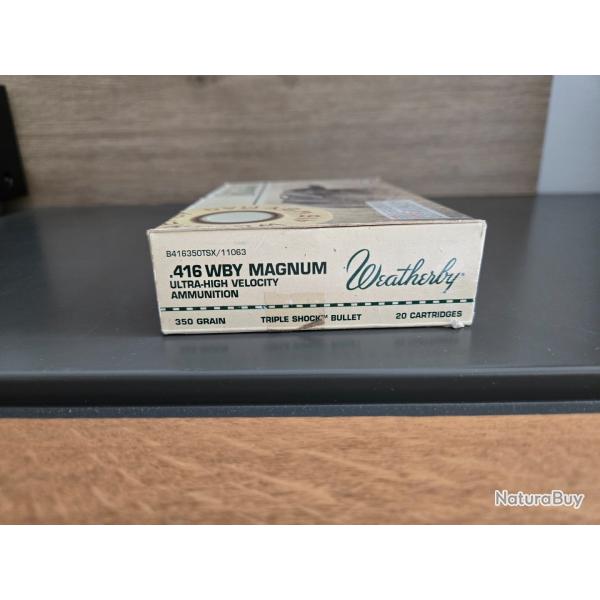 B416350TSX/11063
.416 WBY MAGNUM
ULTRA-HIGH VELOCITY
AMMUNITION
Weatherby®
350 GRAIN TRIPLE SHOCK™ BULLET 20 CARTRIDGES
NaturaBuy